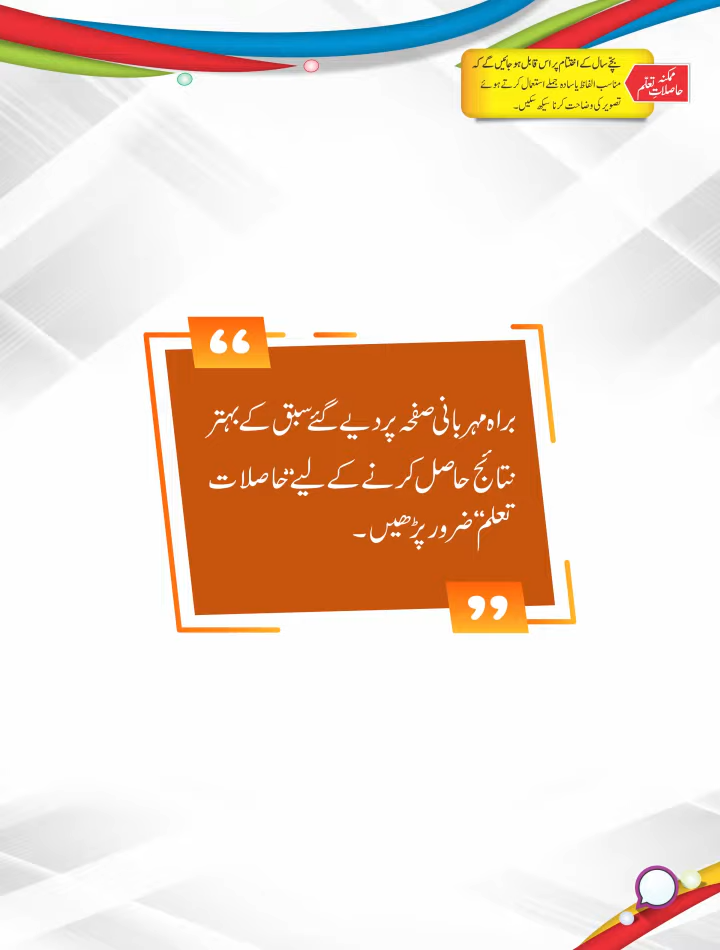 ممکنہ
حاصلاتِ تعلّم
بچّے سال کے اختتام پر اس قابل ہو جائیں گے کہ
مناسب الفاظ یا سادہ جملے استعمال کرتے ہوئے
تصویر کی وضاحت کرنا سیکھ سکیں۔
براہ مہربانی صفحہ پر دیے گئے سبق کے بہتر
نتائج حاصل کرنے کے لیے “حاصلات
تعلم“ ضرور پڑھیں۔